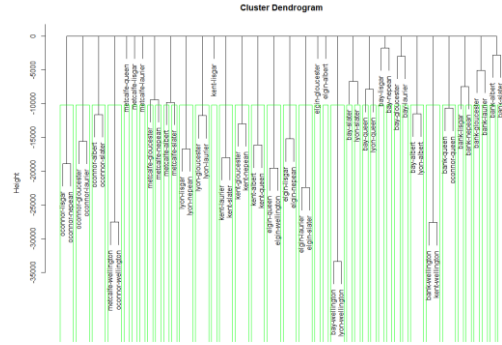 Cluster Dendrogram
Height
0
-5000
-10000
-15000
-20000
-25000
-30000
-35000
oconnor-lisgar
oconnor-nepean
oconnor-gloucester
oconnor-laurier
oconnor-albert
oconnor-slater
metcalfe-wellington
oconnor-wellington
metcalfe-queen
metcalfe-lisgar
metcalfe-laurier
metcalfe-gloucester
metcalfe-nepean
metcalfe-albert
metcalfe-slater
lyon-lisgar
lyon-nepean
lyon-gloucester
lyon-laurier
kent-lisgar
kent-laurier
kent-slater
kent-gloucester
kent-nepean
kent-albert
kent-queen
elgin-queen
elgin-wellington
elgin-lisgar
elgin-nepean
elgin-laurier
elgin-slater
elgin-gloucester
elgin-albert
bay-wellington
lyon-wellington
bay-slater
lyon-slater
bay-queen
lyon-queen
bay-lisgar
bay-nepean
bay-gloucester
bay-laurier
bay-albert
lyon-albert
bank-wellington
kent-wellington
bank-queen
oconnor-queen
bank-lisgar
bank-nepean
bank-gloucester
bank-laurier
bank-albert
bank-slater